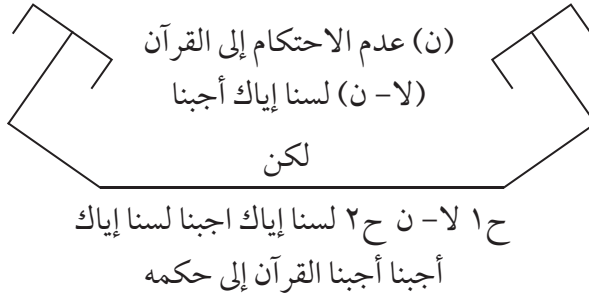 (ن) عدم الاحتكام إلى القرآن
(لا – ن) لسنا إياك أجبنا
لكن
ح١ لا – ن ح٢ لسنا إياك اجبنا لسنا إياك
أجبنا أجبنا القرآن إلى حكمه